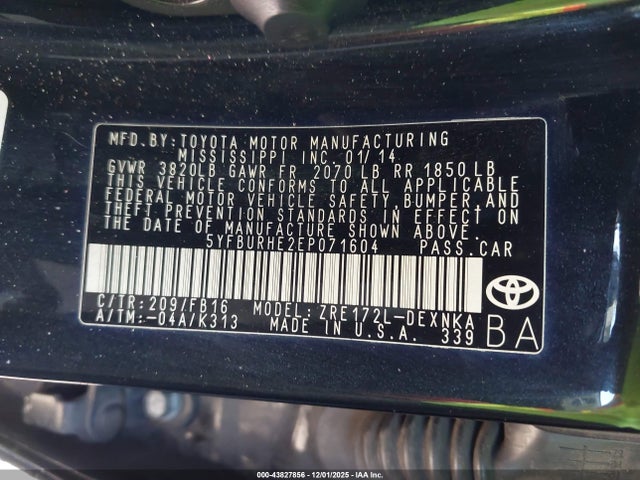 MFD.BY:TOYOTA MOTOR MANUFACTURING
MISSISSIPPI INC.01/14
GVWR 3820LB GAWR FR 2070 LB RR 1850 LB
THIS VEHICLE CONFORMS TO ALL APPLICABLE
FEDERAL MOTOR VEHICLE SAFETY,BUMPER,AND
THEFT PREVENTION STANDARDS IN EFFECT ON
THE DATE OF MANUFACTURE SHOWN ABOVE.
5YFBURHE2EP071604 PASS.CAR
C/TR:209/FB16 MODEL:ZRE172L-DEXNKA
A/TM:-04A/K313 MADE IN U.S.A. 339 BA
000-43827856 - 12/01/2025 - IAA Inc.